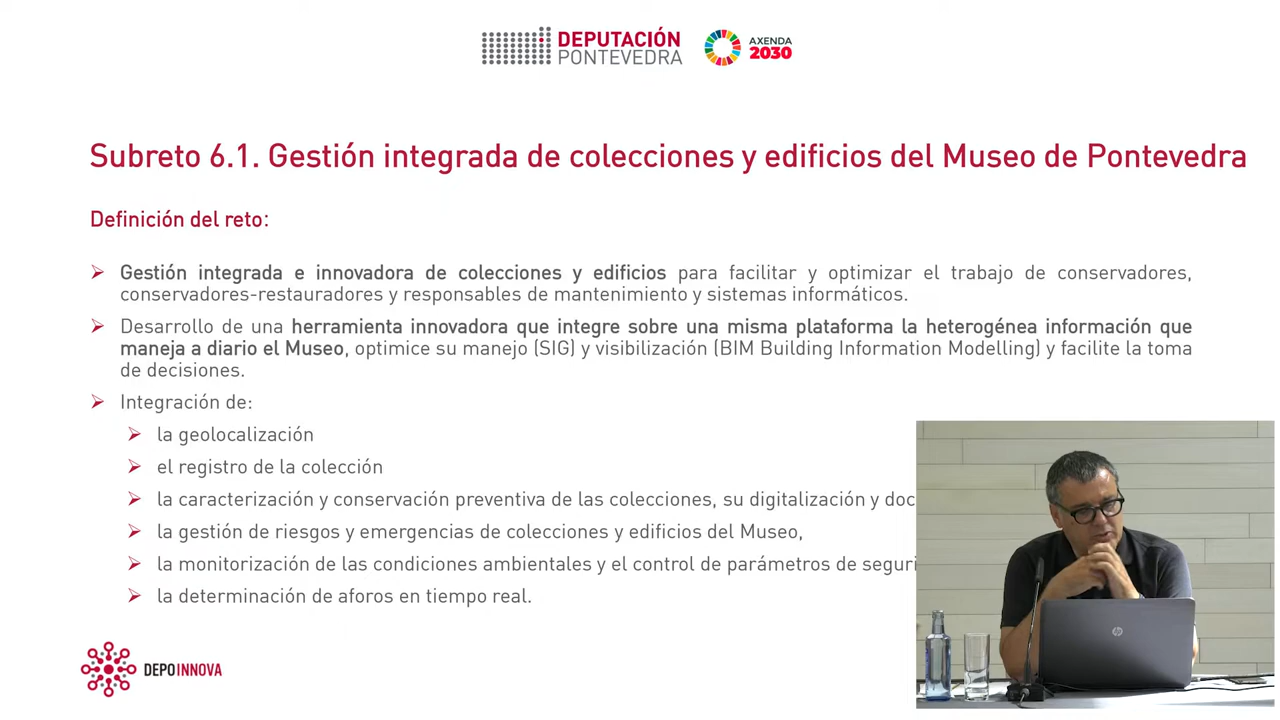 DEPUTACIÓN
PONTEVEDRA
AXENDA
2030
Subreto 6.1. Gestión integrada de colecciones y edificios del Museo de Pontevedra
Definición del reto:
Gestión integrada e innovadora de colecciones y edificios para facilitar y optimizar el trabajo de conservadores,
conservadores-restauradores y responsables de mantenimiento y sistemas informáticos.
Desarrollo de una herramienta innovadora que integre sobre una misma plataforma la heterogénea información que
maneja a diario el Museo, optimice su manejo (SIG) y visibilización (BIM Building Information Modelling) y facilite la toma
de decisiones.
Integración de:
la geolocalización
el registro de la colección
la caracterización y conservación preventiva de las colecciones, su digitalización y doc
la gestión de riesgos y emergencias de colecciones y edificios del Museo,
la monitorización de las condiciones ambientales y el control de parámetros de seguri
la determinación de aforos en tiempo real.
DEPOINNOVA
hp